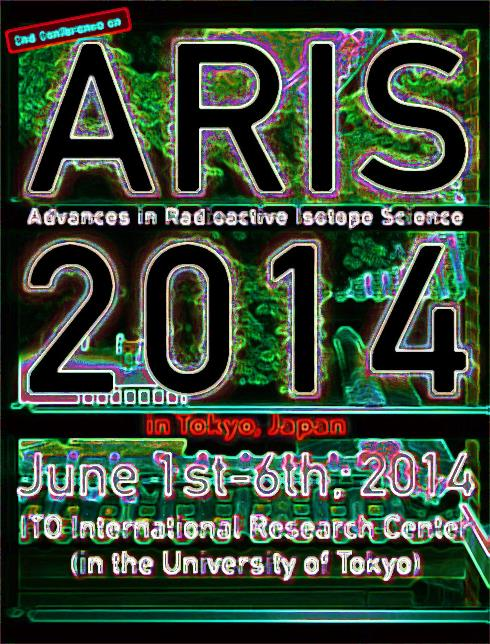 2nd Conference on
ARIS
Advances in Radioactive Isotope Science
2014
in Tokyo, Japan
June 1st-6th, 2014
ITO International Research Center
(in the University of Tokyo)